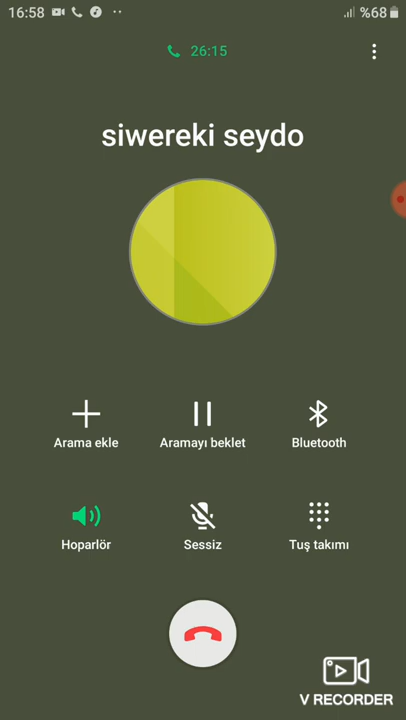 16:58 %68
26:15
siwereki seydo
Arama ekle Aramayı beklet Bluetooth
Hoparlör Sessiz Tuş takımı
V RECORDER